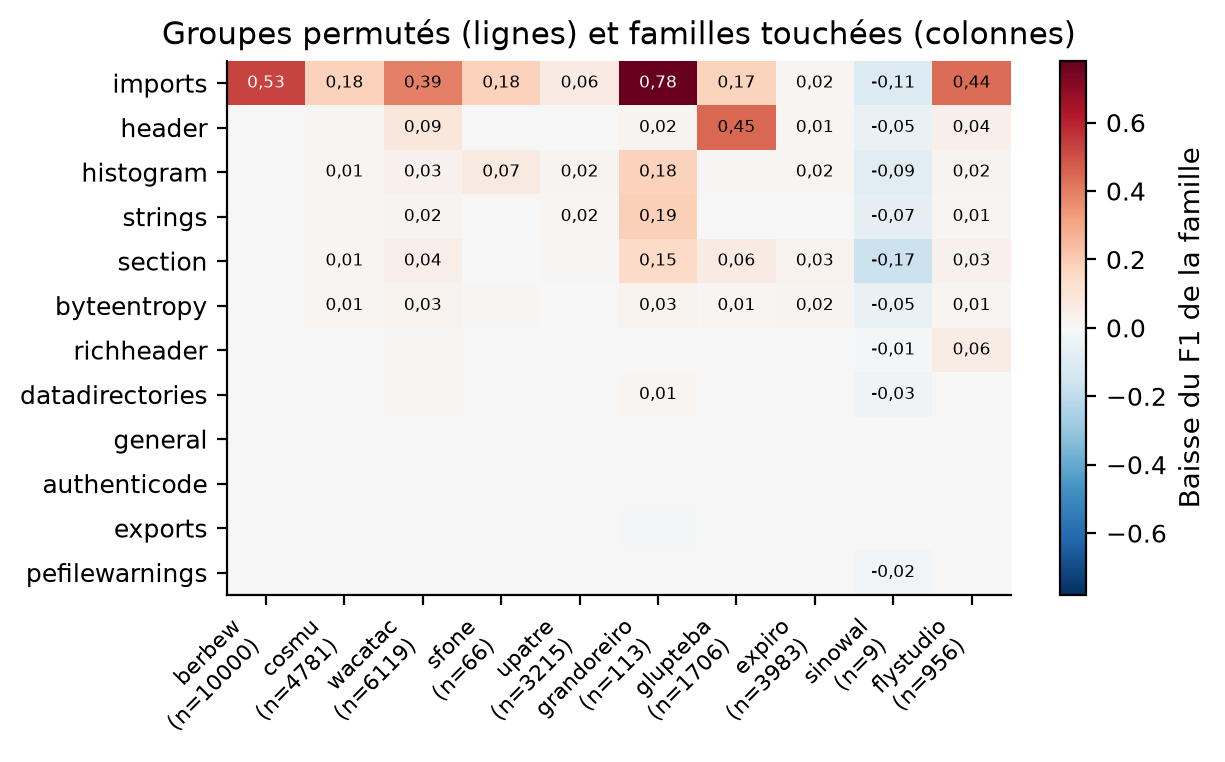 Groupes permutés (lignes) et familles touchées (colonnes)
imports 0,53 0,18 0,39 0,18 0,06 0,78 0,17 0,02 -0,11 0,44
header 0,09 0,02 0,45 0,01 -0,05 0,04
histogram 0,01 0,03 0,07 0,02 0,18 0,02 -0,09 0,02
strings 0,02 0,02 0,19 -0,07 0,01
section 0,01 0,04 0,15 0,06 0,03 -0,17 0,03
byteentropy 0,01 0,03 0,03 0,01 0,02 -0,05 0,01
richheader -0,01 0,06
datadirectories 0,01 -0,03
general
authenticode
exports
pefilewarnings -0,02
berbew
(n=10000)
cosmu
(n=4781)
wacatac
(n=6119)
sfone
(n=66)
upatre
(n=3215)
grandoreiro
(n=113)
glupteba
(n=1706)
expiro
(n=3983)
sinowal
(n=9)
flystudio
(n=956)
0.6
0.4
0.2
0.0
−0.2
−0.4
−0.6
Baisse du F1 de la famille